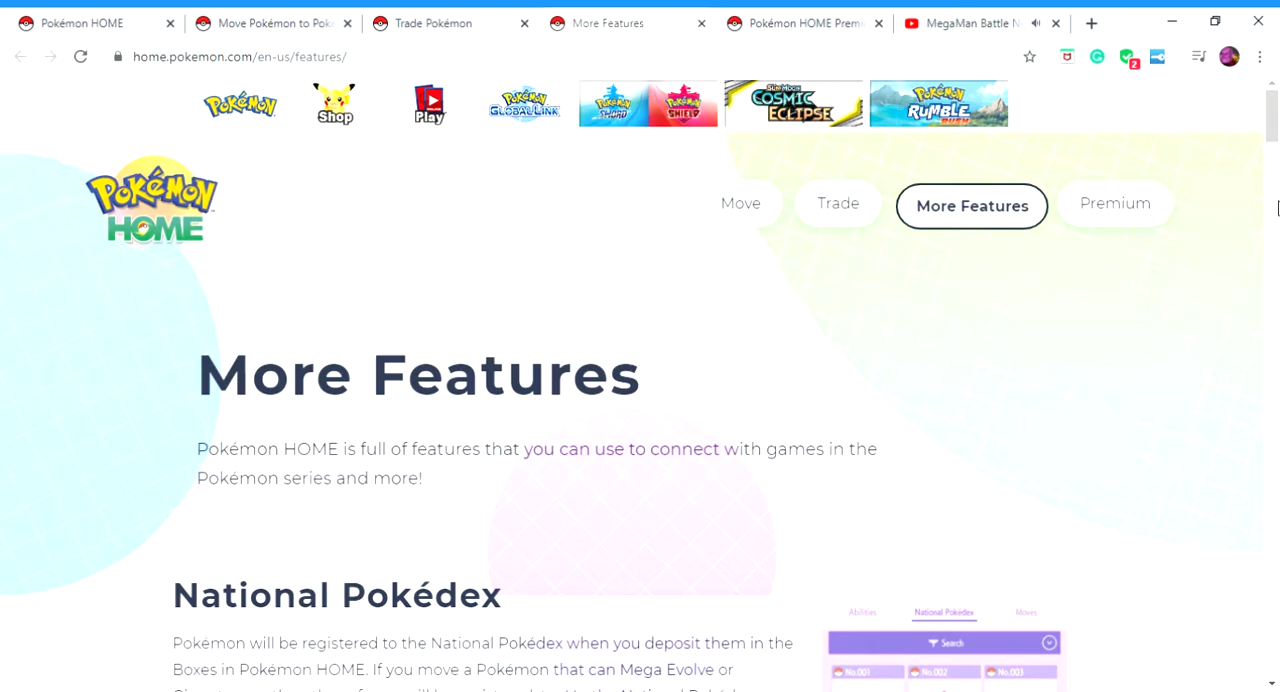 Pokémon HOME
Move Pokémon to Pok
Trade Pokémon
More Features
Pokémon HOME Prem
MegaMan Battle N
home.pokemon.com/en-us/features/
2
Pokémon
Shop
Play
Pokémon GLOBAL LINK
Pokémon SWORD
Pokémon SHIELD
SUN & MOON COSMIC ECLIPSE
Pokémon RUMBLE RUSH
Pokémon HOME
Move
Trade
More Features
Premium
More Features
Pokémon HOME is full of features that you can use to connect with games in the
Pokémon series and more!
National Pokédex
Pokémon will be registered to the National Pokédex when you deposit them in the
Boxes in Pokémon HOME. If you move a Pokémon that can Mega Evolve or
Abilities
National Pokédex
Moves
Search
No.001
No.002
No.003